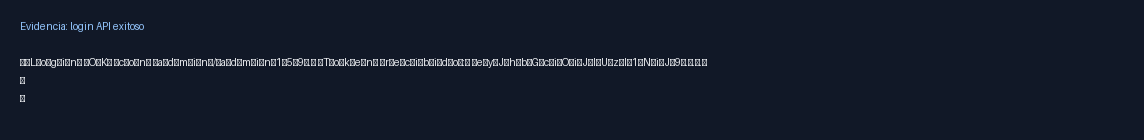 Evidencia: login API exitoso
Login OK con admin/admin159. Token recibido: eyJhbGciOiJIUzI1NiJ9...